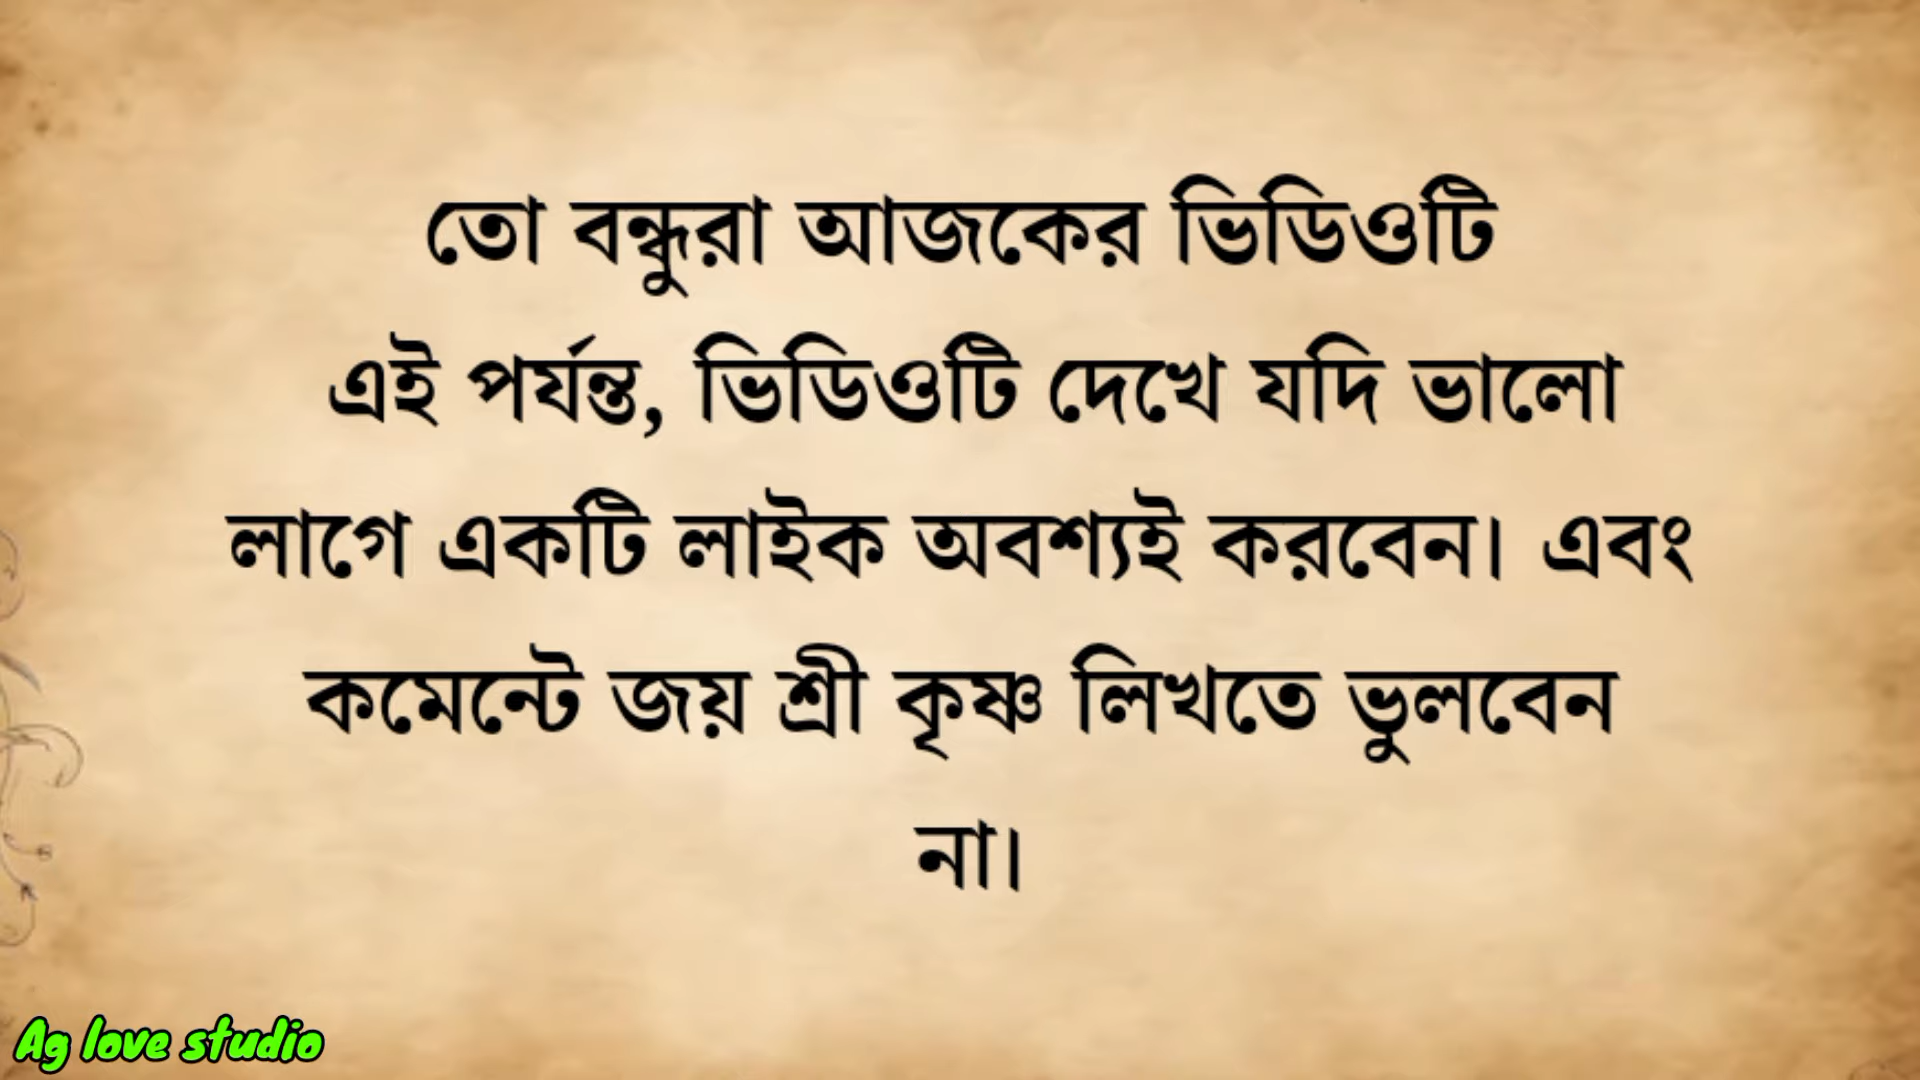 তো বন্ধুরা আজকের ভিডিওটি
এই পর্যন্ত, ভিডিওটি দেখে যদি ভালো
লাগে একটি লাইক অবশ্যই করবেন। এবং
কমেন্টে জয় শ্রী কৃষ্ণ লিখতে ভুলবেন
না।
Ag love studio